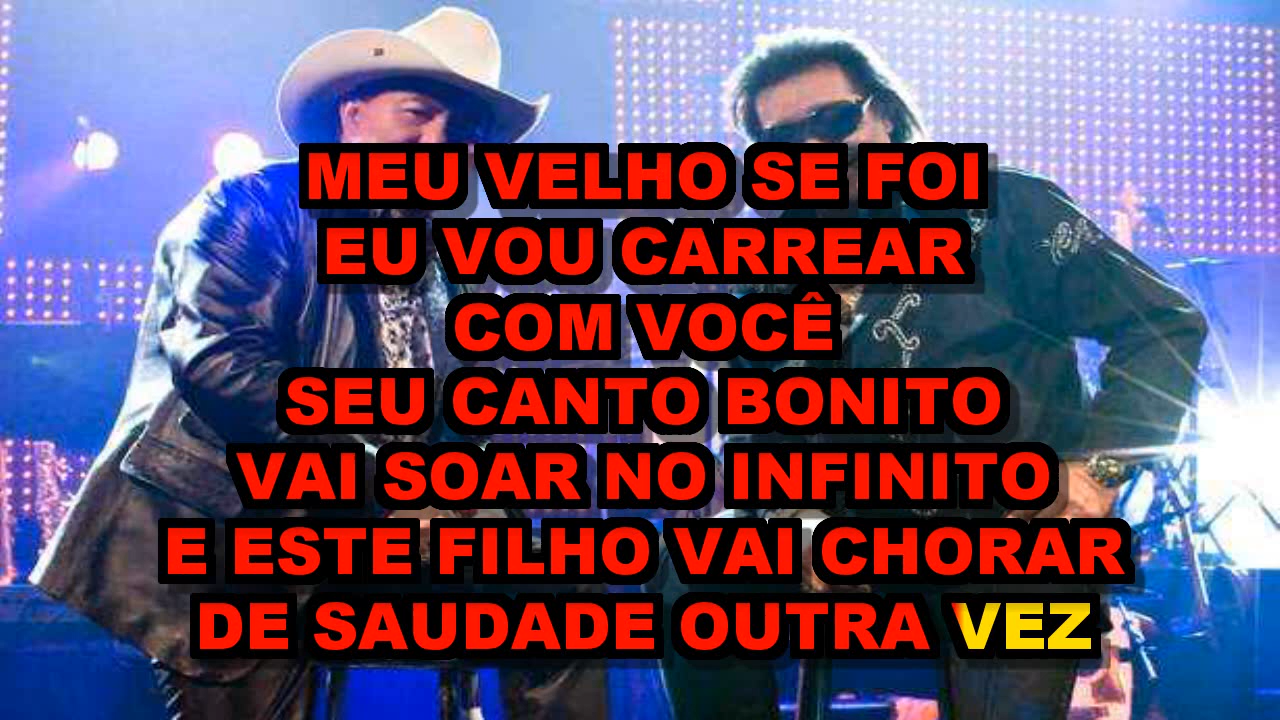 MEU VELHO SE FOI
EU VOU CARREAR
COM VOCÊ
SEU CANTO BONITO
VAI SOAR NO INFINITO
E ESTE FILHO VAI CHORAR
DE SAUDADE OUTRA VEZ